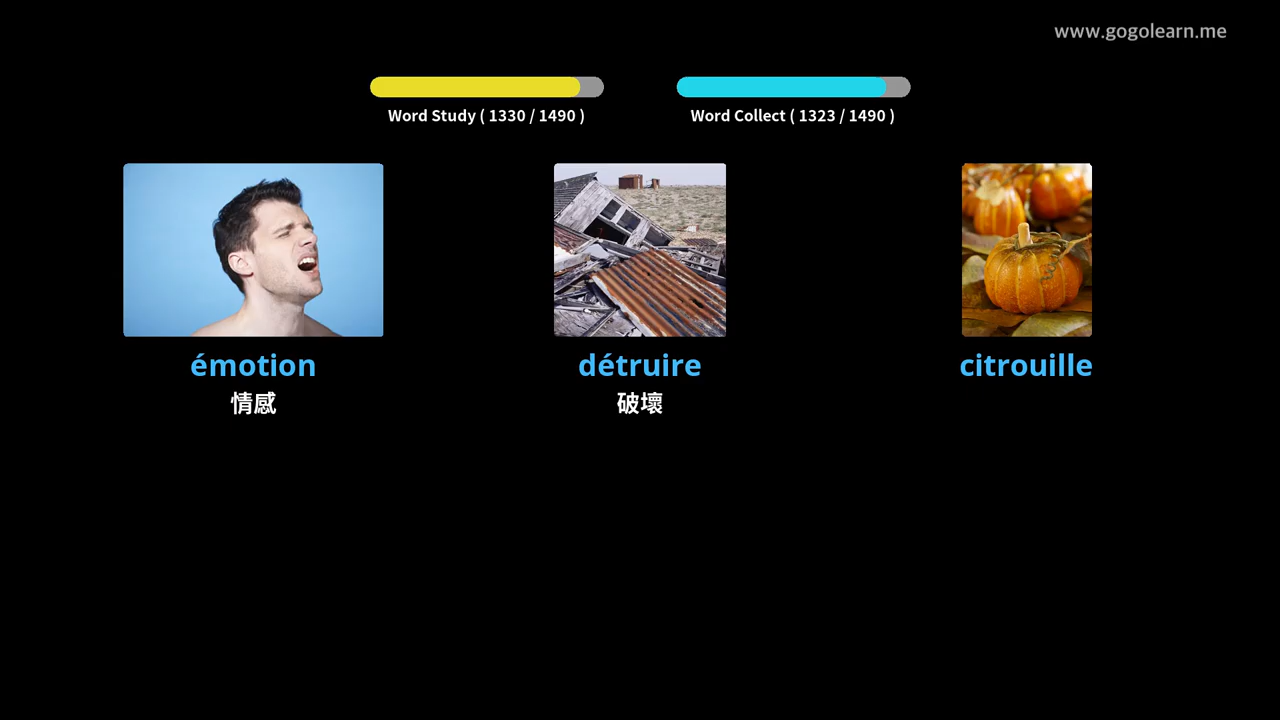 www.gogolearn.me
Word Study ( 1330 / 1490 )
Word Collect ( 1323 / 1490 )
émotion
détruire
citrouille
情感
破壞